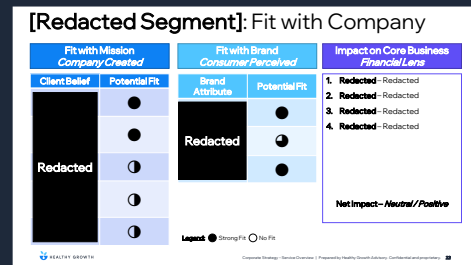 [Redacted Segment]: Fit with Company
Fit with Mission
Company Created
Client Belief
Potential Fit
Redacted
Fit with Brand
Consumer Perceived
Brand
Attribute
Potential Fit
Redacted
Impact on Core Business
Financial Lens
1. Redacted – Redacted
2. Redacted – Redacted
3. Redacted – Redacted
4. Redacted – Redacted
Net Impact – Neutral / Positive
Legend: Strong Fit No Fit
HEALTHY GROWTH
Corporate Strategy – Service Overview | Prepared by Healthy Growth Advisory. Confidential and proprietary.